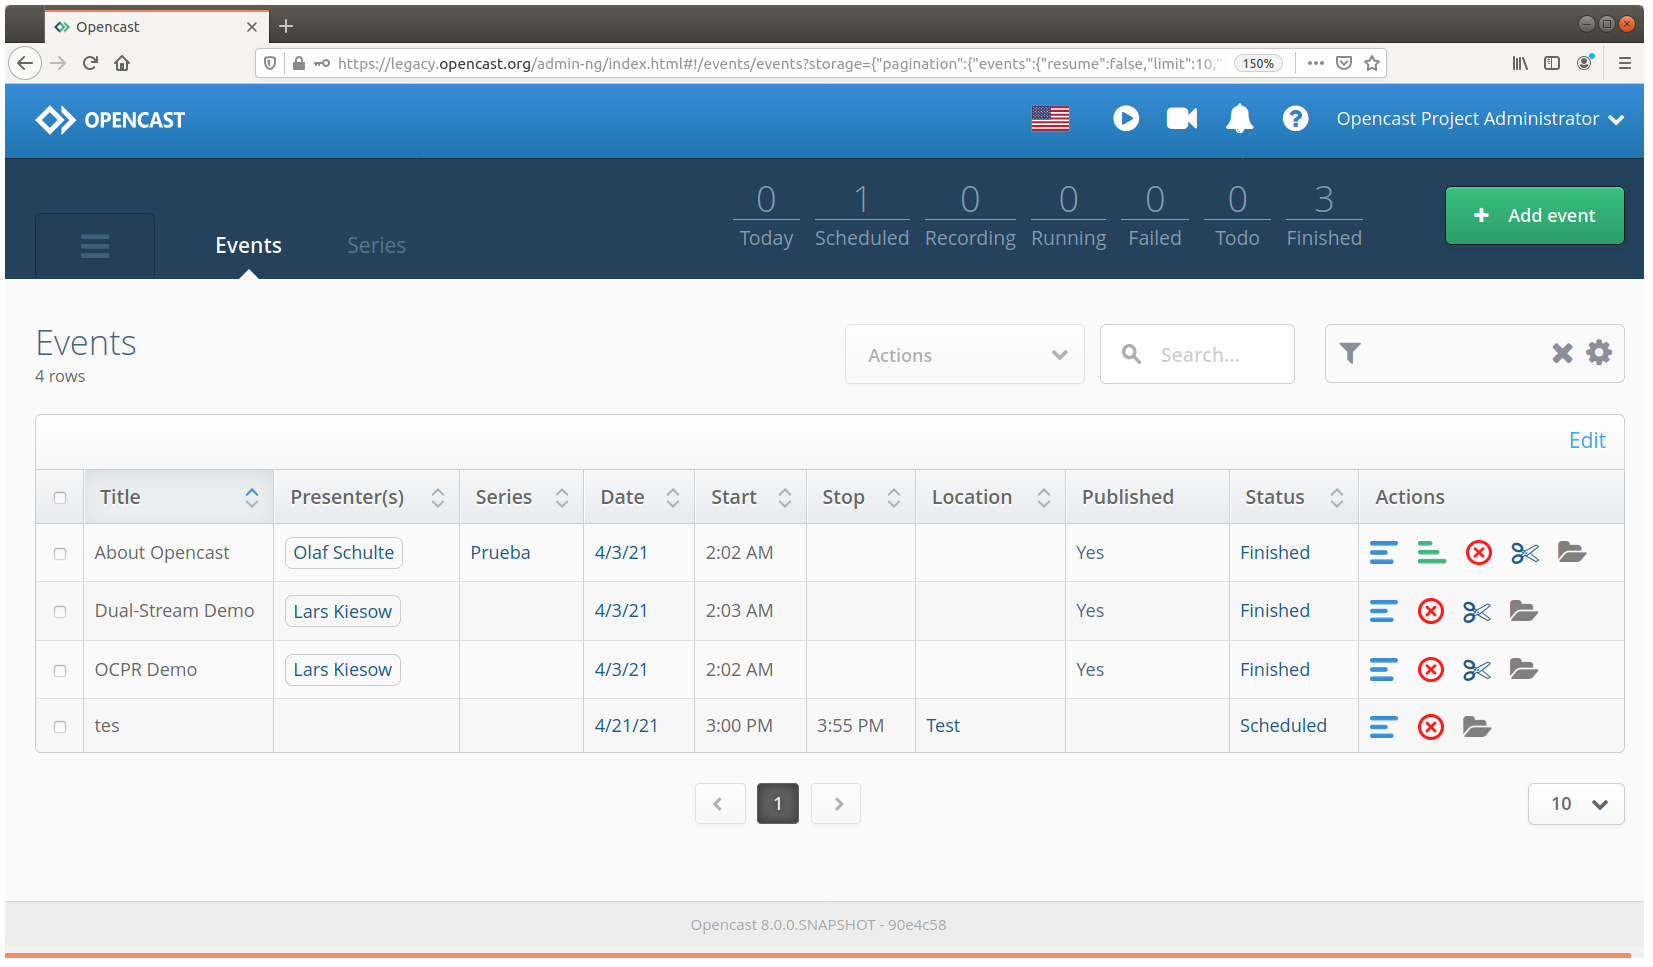 Opencast
https://legacy.opencast.org/admin-ng/index.html#!/events/events?storage={"pagination":{"events":{"resume":false,"limit":10,"
150%
OPENCAST
Opencast Project Administrator
0 1 0 0 0 0 3
Today Scheduled Recording Running Failed Todo Finished
+ Add event
Events Series
Events
4 rows
Actions
Search...
Edit
Title Presenter(s) Series Date Start Stop Location Published Status Actions
About Opencast Olaf Schulte Prueba 4/3/21 2:02 AM Yes Finished
Dual-Stream Demo Lars Kiesow 4/3/21 2:03 AM Yes Finished
OCPR Demo Lars Kiesow 4/3/21 2:02 AM Yes Finished
tes 4/21/21 3:00 PM 3:55 PM Test Scheduled
1
10
Opencast 8.0.0.SNAPSHOT - 90e4c58